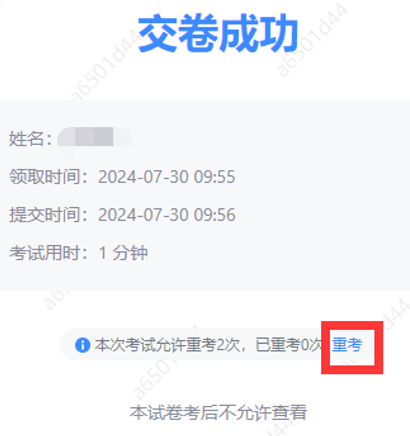 交卷成功
姓名：
领取时间：2024-07-30 09:55
提交时间：2024-07-30 09:56
考试用时：1 分钟
本次考试允许重考2次，已重考0次 重考
本试卷考后不允许查看
a6501d44
a6501d44
a6501d44